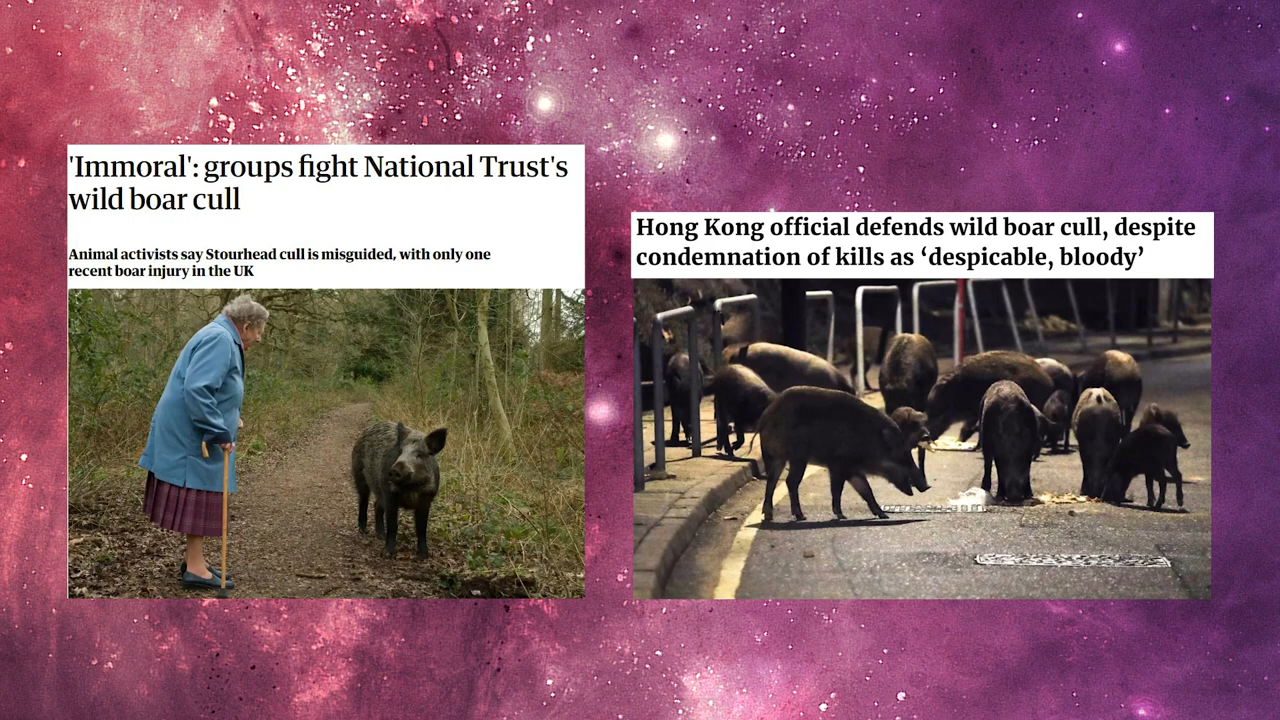 'Immoral': groups fight National Trust's
wild boar cull
Animal activists say Stourhead cull is misguided, with only one
recent boar injury in the UK
Hong Kong official defends wild boar cull, despite
condemnation of kills as ‘despicable, bloody’